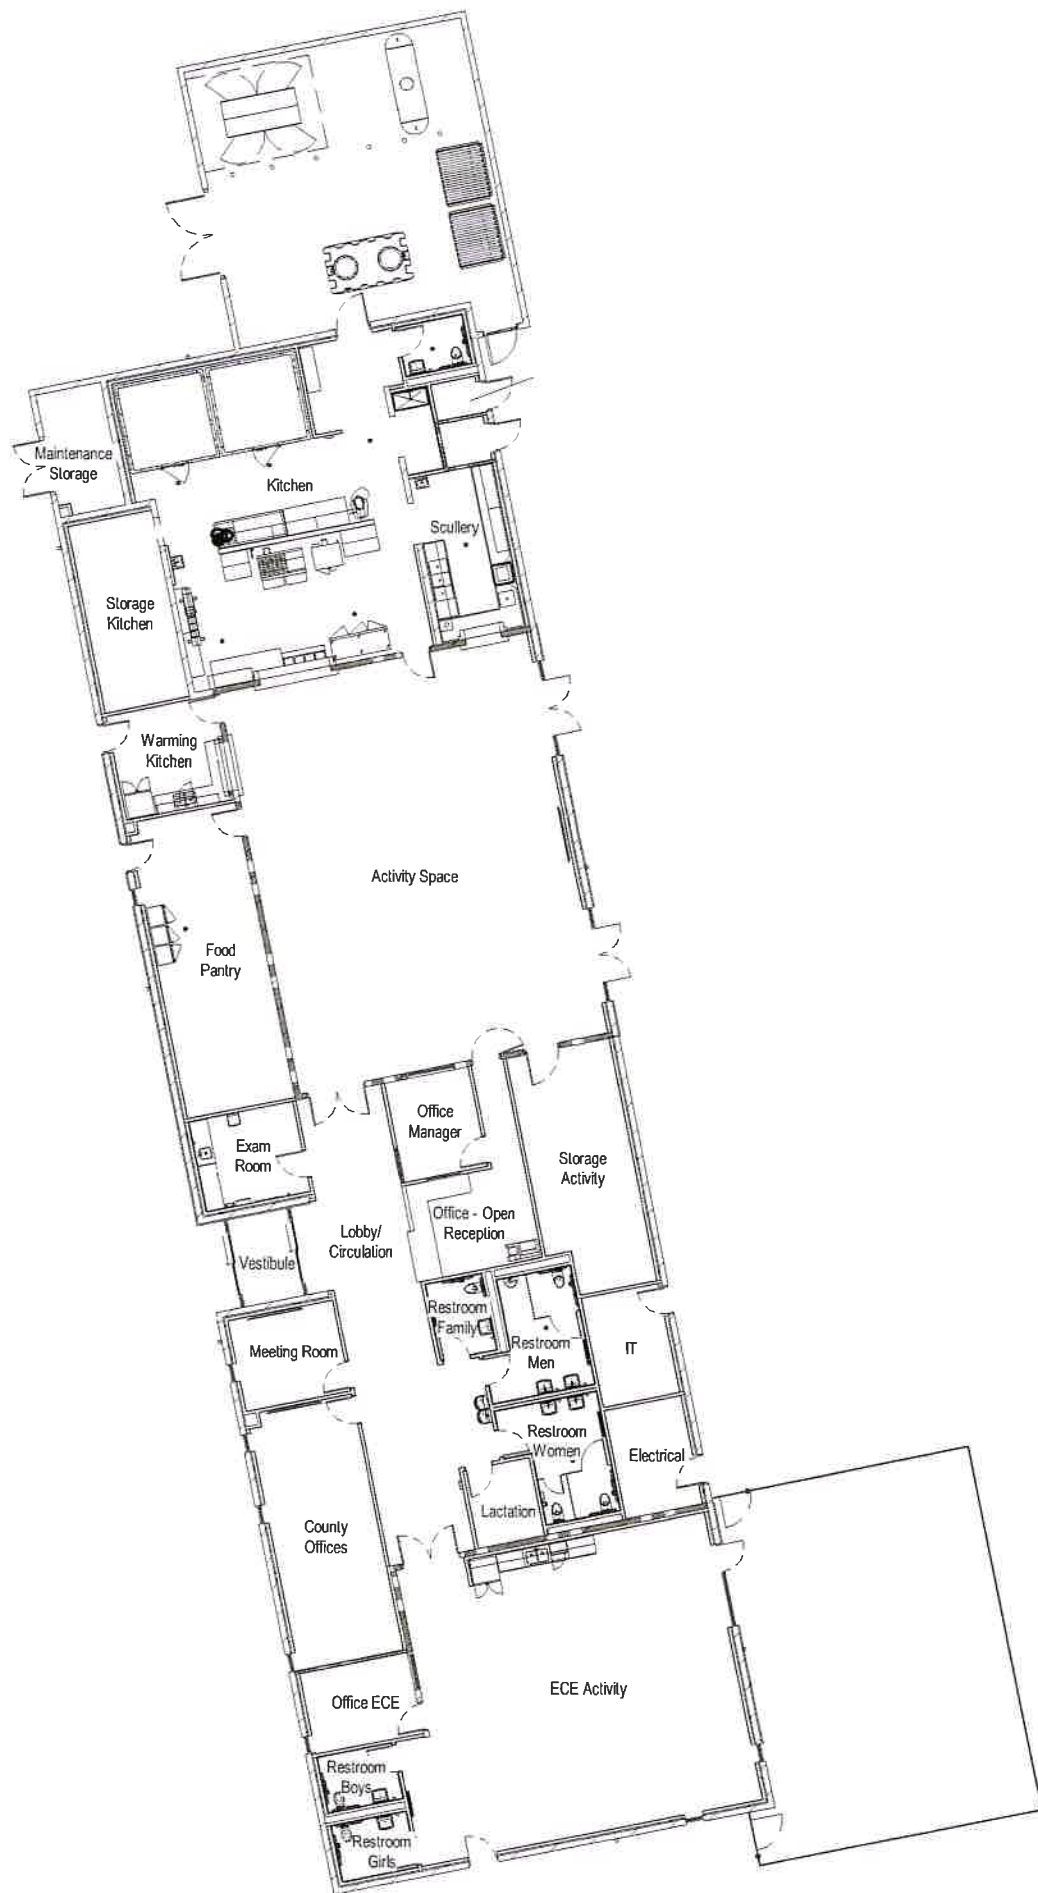 Maintenance
Storage
Kitchen
Scullery
Storage
Kitchen
Warming
Kitchen
Activity Space
Food
Pantry
Office
Manager
Exam
Room
Storage
Activity
Office - Open
Reception
Lobby/
Circulation
Vestibule
Restroom
Family
Restroom
Men
Meeting Room
IT
Restroom
Women
Electrical
Lactation
County
Offices
ECE Activity
Office ECE
Restroom
Boys
Restroom
Girls